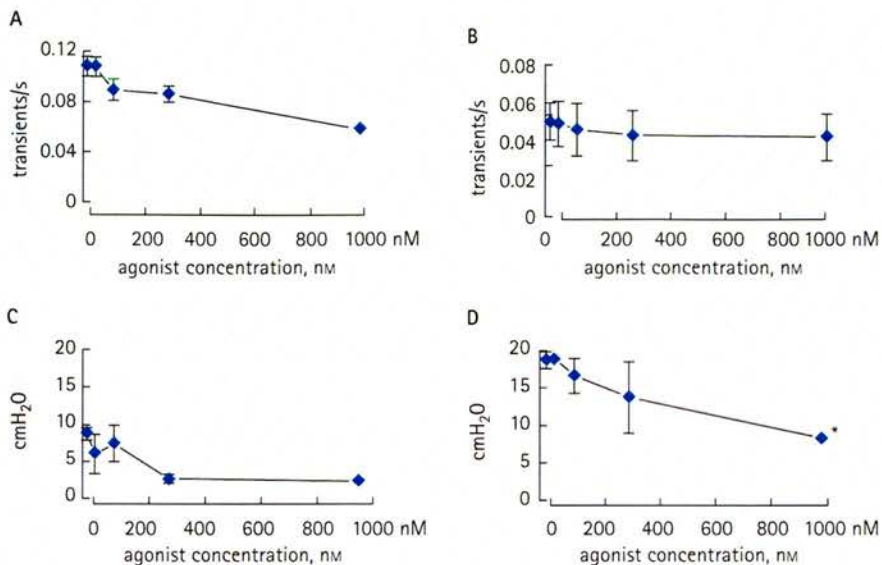 A
0.12
0.08
0.04
0
transients/s
0 200 400 600 800 1000 nM
agonist concentration, nM
B
0.08
0.06
0.04
0.02
0
transients/s
0 200 400 600 800 1000 nM
agonist concentration, nM
C
20
15
10
5
0
cmH₂O
0 200 400 600 800 1000 nM
agonist concentration, nM
D
20
15
10
5
0
cmH₂O
*
0 200 400 600 800 1000 nM
agonist concentration, nM